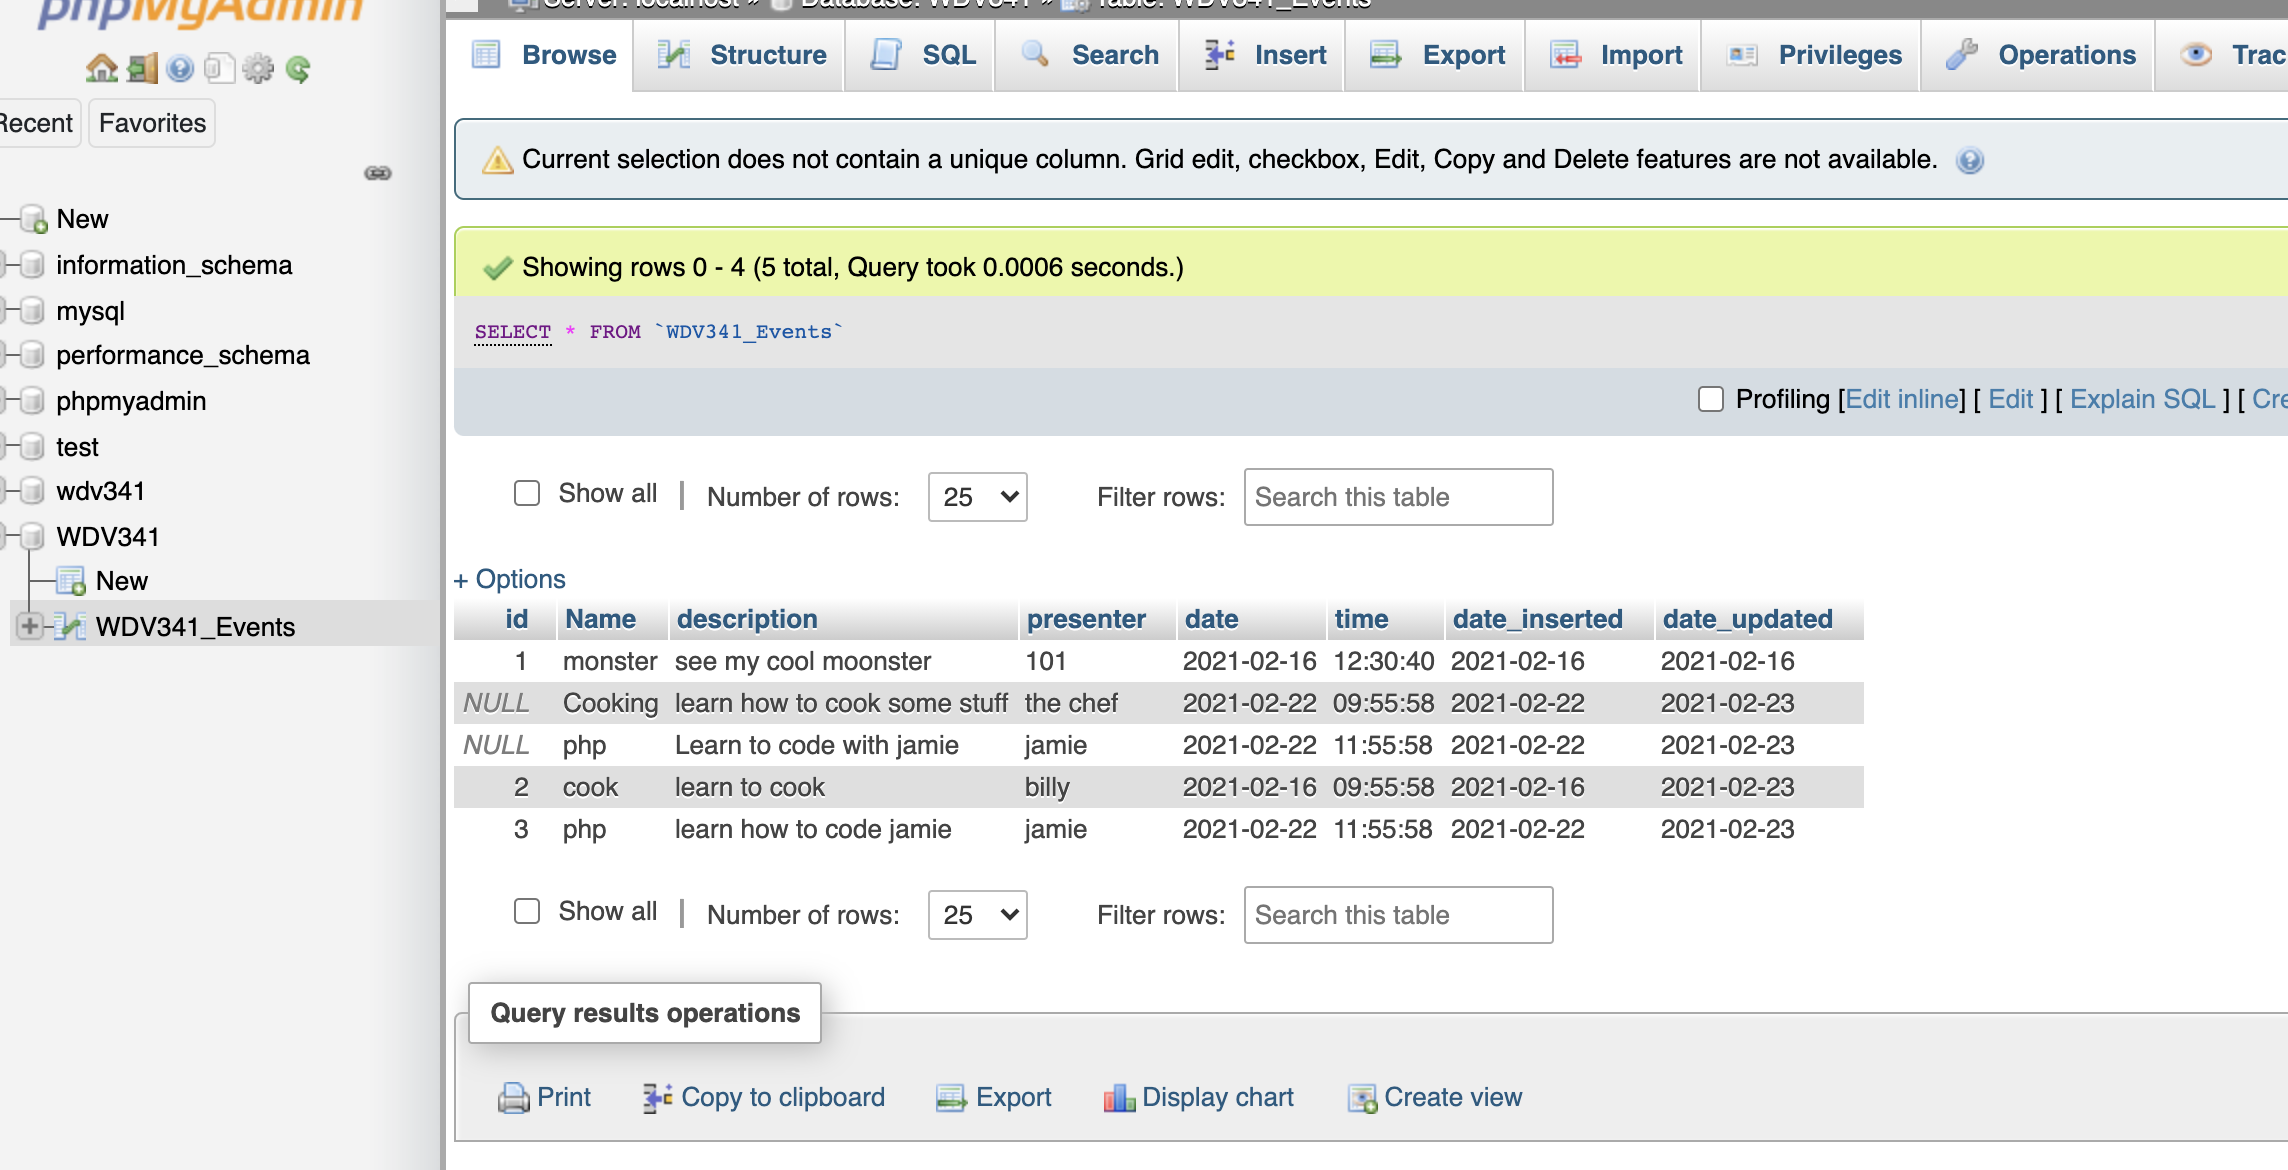 phpMyAdmin
Recent Favorites
New
information_schema
mysql
performance_schema
phpmyadmin
test
wdv341
WDV341
New
WDV341_Events
Server: localhost » Database: WDV341 » Table: WDV341_Events
Browse Structure SQL Search Insert Export Import Privileges Operations Trac
Current selection does not contain a unique column. Grid edit, checkbox, Edit, Copy and Delete features are not available.
Showing rows 0 - 4 (5 total, Query took 0.0006 seconds.)
SELECT * FROM `WDV341_Events`
Profiling [Edit inline] [ Edit ] [ Explain SQL ] [ Cre
Show all | Number of rows: 25 Filter rows: Search this table
+ Options
id Name description presenter date time date_inserted date_updated
1 monster see my cool moonster 101 2021-02-16 12:30:40 2021-02-16 2021-02-16
NULL Cooking learn how to cook some stuff the chef 2021-02-22 09:55:58 2021-02-22 2021-02-23
NULL php Learn to code with jamie jamie 2021-02-22 11:55:58 2021-02-22 2021-02-23
2 cook learn to cook billy 2021-02-16 09:55:58 2021-02-16 2021-02-23
3 php learn how to code jamie jamie 2021-02-22 11:55:58 2021-02-22 2021-02-23
Show all | Number of rows: 25 Filter rows: Search this table
Query results operations
Print Copy to clipboard Export Display chart Create view